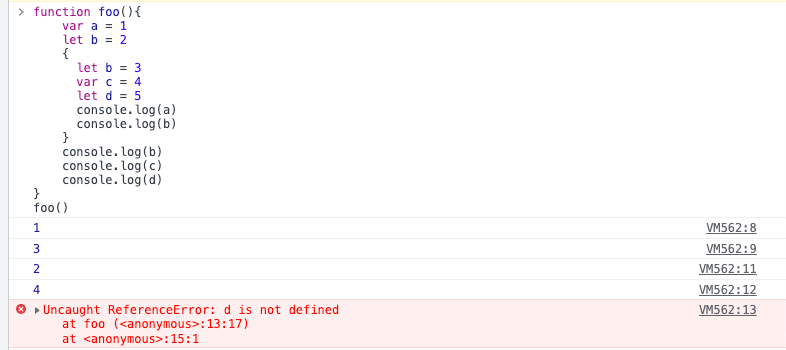 > function foo(){
    var a = 1
    let b = 2
    {
      let b = 3
      var c = 4
      let d = 5
      console.log(a)
      console.log(b)
    }
    console.log(b)
    console.log(c)
    console.log(d)
}
foo()
1 VM562:8
3 VM562:9
2 VM562:11
4 VM562:12
Uncaught ReferenceError: d is not defined VM562:13
    at foo (<anonymous>:13:17)
    at <anonymous>:15:1